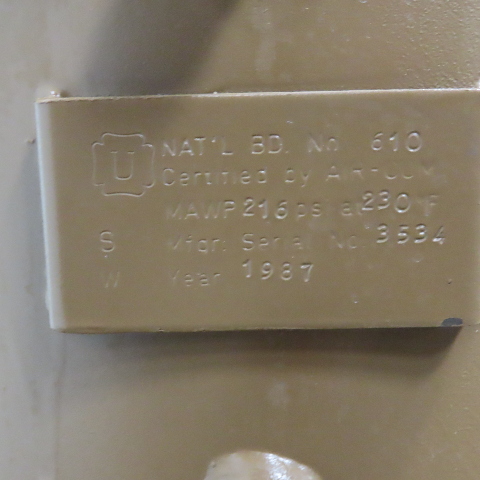 U
NAT'L BD. No. 610
Certified by
MAWP 216 psi at 230 °F
S Mfgr. Serial No. 3534
W Year 1987